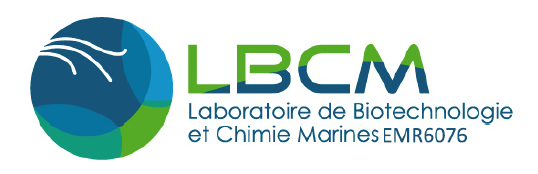 LBCM
Laboratoire de Biotechnologie
et Chimie Marines EMR6076